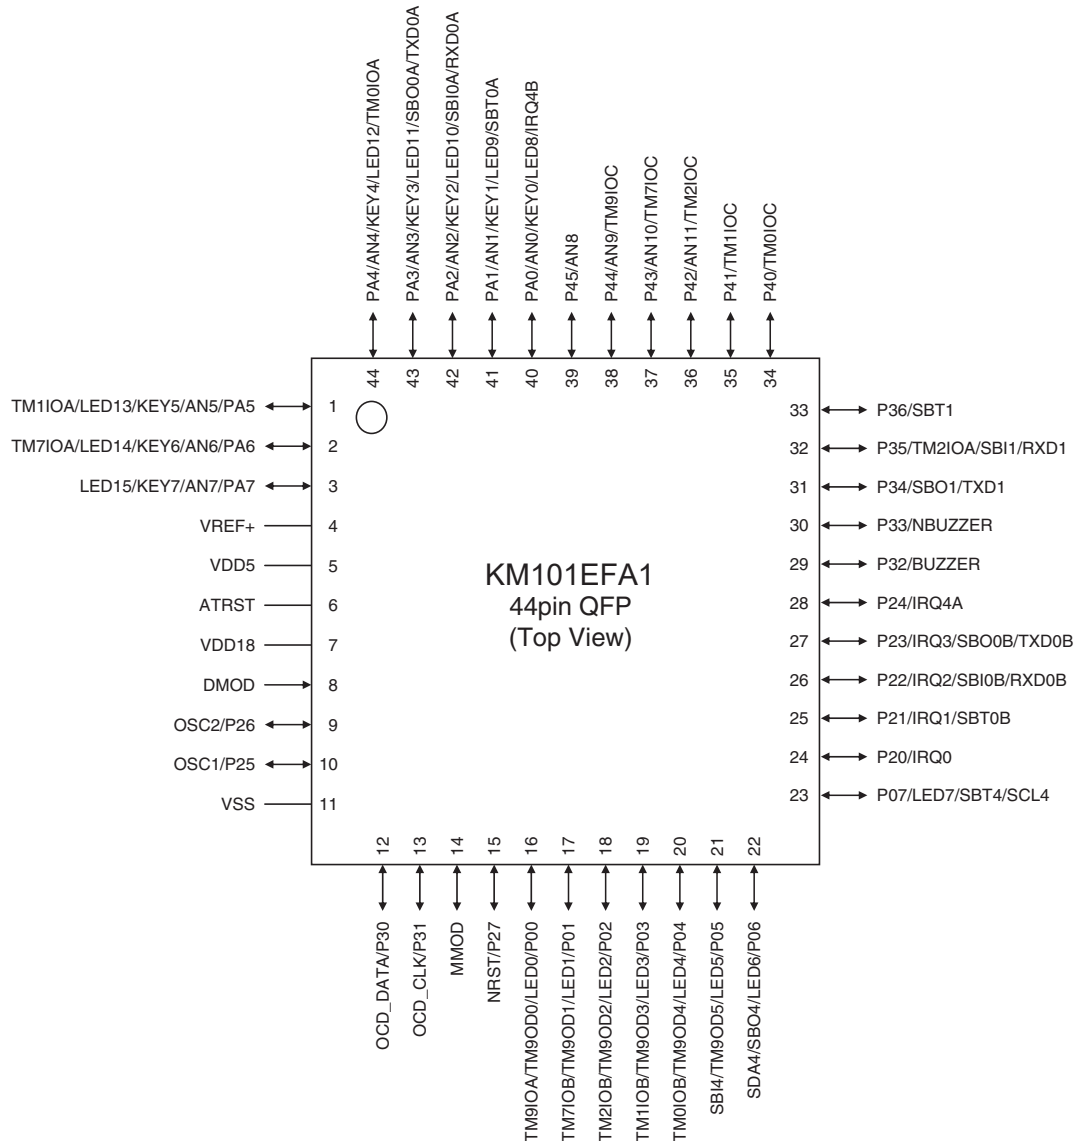 PA4/AN4/KEY4/LED12/TM0IOA
PA3/AN3/KEY3/LED11/SBO0A/TXD0A
PA2/AN2/KEY2/LED10/SBI0A/RXD0A
PA1/AN1/KEY1/LED9/SBT0A
PA0/AN0/KEY0/LED8/IRQ4B
P45/AN8
P44/AN9/TM9IOC
P43/AN10/TM7IOC
P42/AN11/TM2IOC
P41/TM1IOC
P40/TM0IOC
44
43
42
41
40
39
38
37
36
35
34
TM1IOA/LED13/KEY5/AN5/PA5 1
TM7IOA/LED14/KEY6/AN6/PA6 2
LED15/KEY7/AN7/PA7 3
VREF+ 4
VDD5 5
ATRST 6
VDD18 7
DMOD 8
OSC2/P26 9
OSC1/P25 10
VSS 11
KM101EFA1
44pin QFP
(Top View)
33 P36/SBT1
32 P35/TM2IOA/SBI1/RXD1
31 P34/SBO1/TXD1
30 P33/NBUZZER
29 P32/BUZZER
28 P24/IRQ4A
27 P23/IRQ3/SBO0B/TXD0B
26 P22/IRQ2/SBI0B/RXD0B
25 P21/IRQ1/SBT0B
24 P20/IRQ0
23 P07/LED7/SBT4/SCL4
12
13
14
15
16
17
18
19
20
21
22
OCD_DATA/P30
OCD_CLK/P31
MMOD
NRST/P27
TM9IOA/TM9OD0/LED0/P00
TM7IOB/TM9OD1/LED1/P01
TM2IOB/TM9OD2/LED2/P02
TM1IOB/TM9OD3/LED3/P03
TM0IOB/TM9OD4/LED4/P04
SBI4/TM9OD5/LED5/P05
SDA4/SBO4/LED6/P06